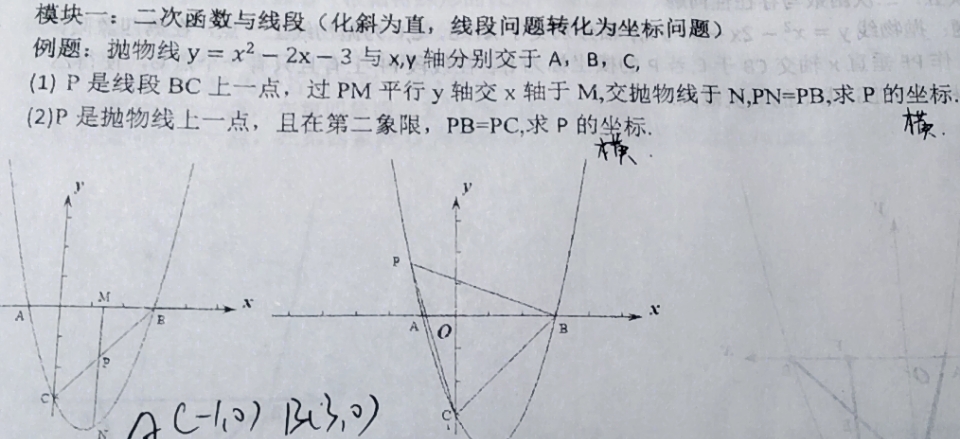 模块一：二次函数与线段（化斜为直，线段问题转化为坐标问题）
例题：抛物线 y = x² − 2x − 3 与 x,y 轴分别交于 A，B，C,
(1) P 是线段 BC 上一点，过 PM 平行 y 轴交 x 轴于 M,交抛物线于 N,PN=PB,求 P 的坐标.
横
(2)P 是抛物线上一点，且在第二象限，PB=PC,求 P 的坐标.
横.
y
x
A
M
B
P
C
N
y
x
P
A
O
B
C
A(-1,0) B(3,0)